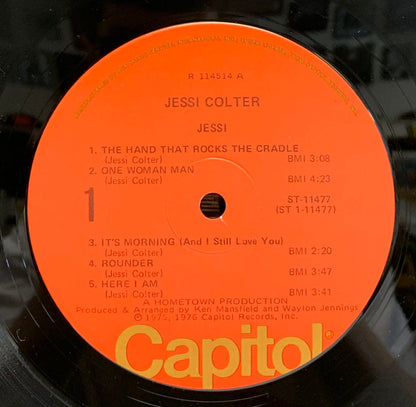 R 114514 A
JESSI COLTER
JESSI
1. THE HAND THAT ROCKS THE CRADLE
(Jessi Colter) BMI 3:08
2. ONE WOMAN MAN
(Jessi Colter) BMI 4:23
1
ST-11477
(ST 1-11477)
3. IT'S MORNING (And I Still Love You)
(Jessi Colter) BMI 2:20
4. ROUNDER
(Jessi Colter) BMI 3:47
5. HERE I AM
(Jessi Colter) BMI 3:41
A HOMETOWN PRODUCTION
Produced & Arranged by Ken Mansfield and Waylon Jennings
℗ 1975, 1976 Capitol Records, Inc.
Capitol®